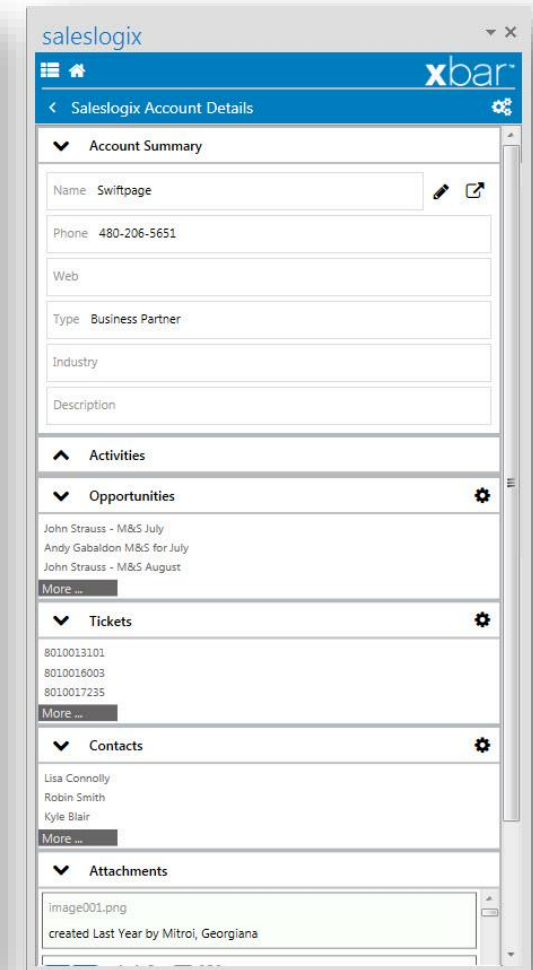 saleslogix
xbar
Saleslogix Account Details
Account Summary
Name Swiftpage
Phone 480-206-5651
Web
Type Business Partner
Industry
Description
Activities
Opportunities
John Strauss - M&S July
Andy Gabaldon M&S for July
John Strauss - M&S August
More ...
Tickets
8010013101
8010016003
8010017235
More ...
Contacts
Lisa Connolly
Robin Smith
Kyle Blair
More ...
Attachments
image001.png
created Last Year by Mitroi, Georgiana